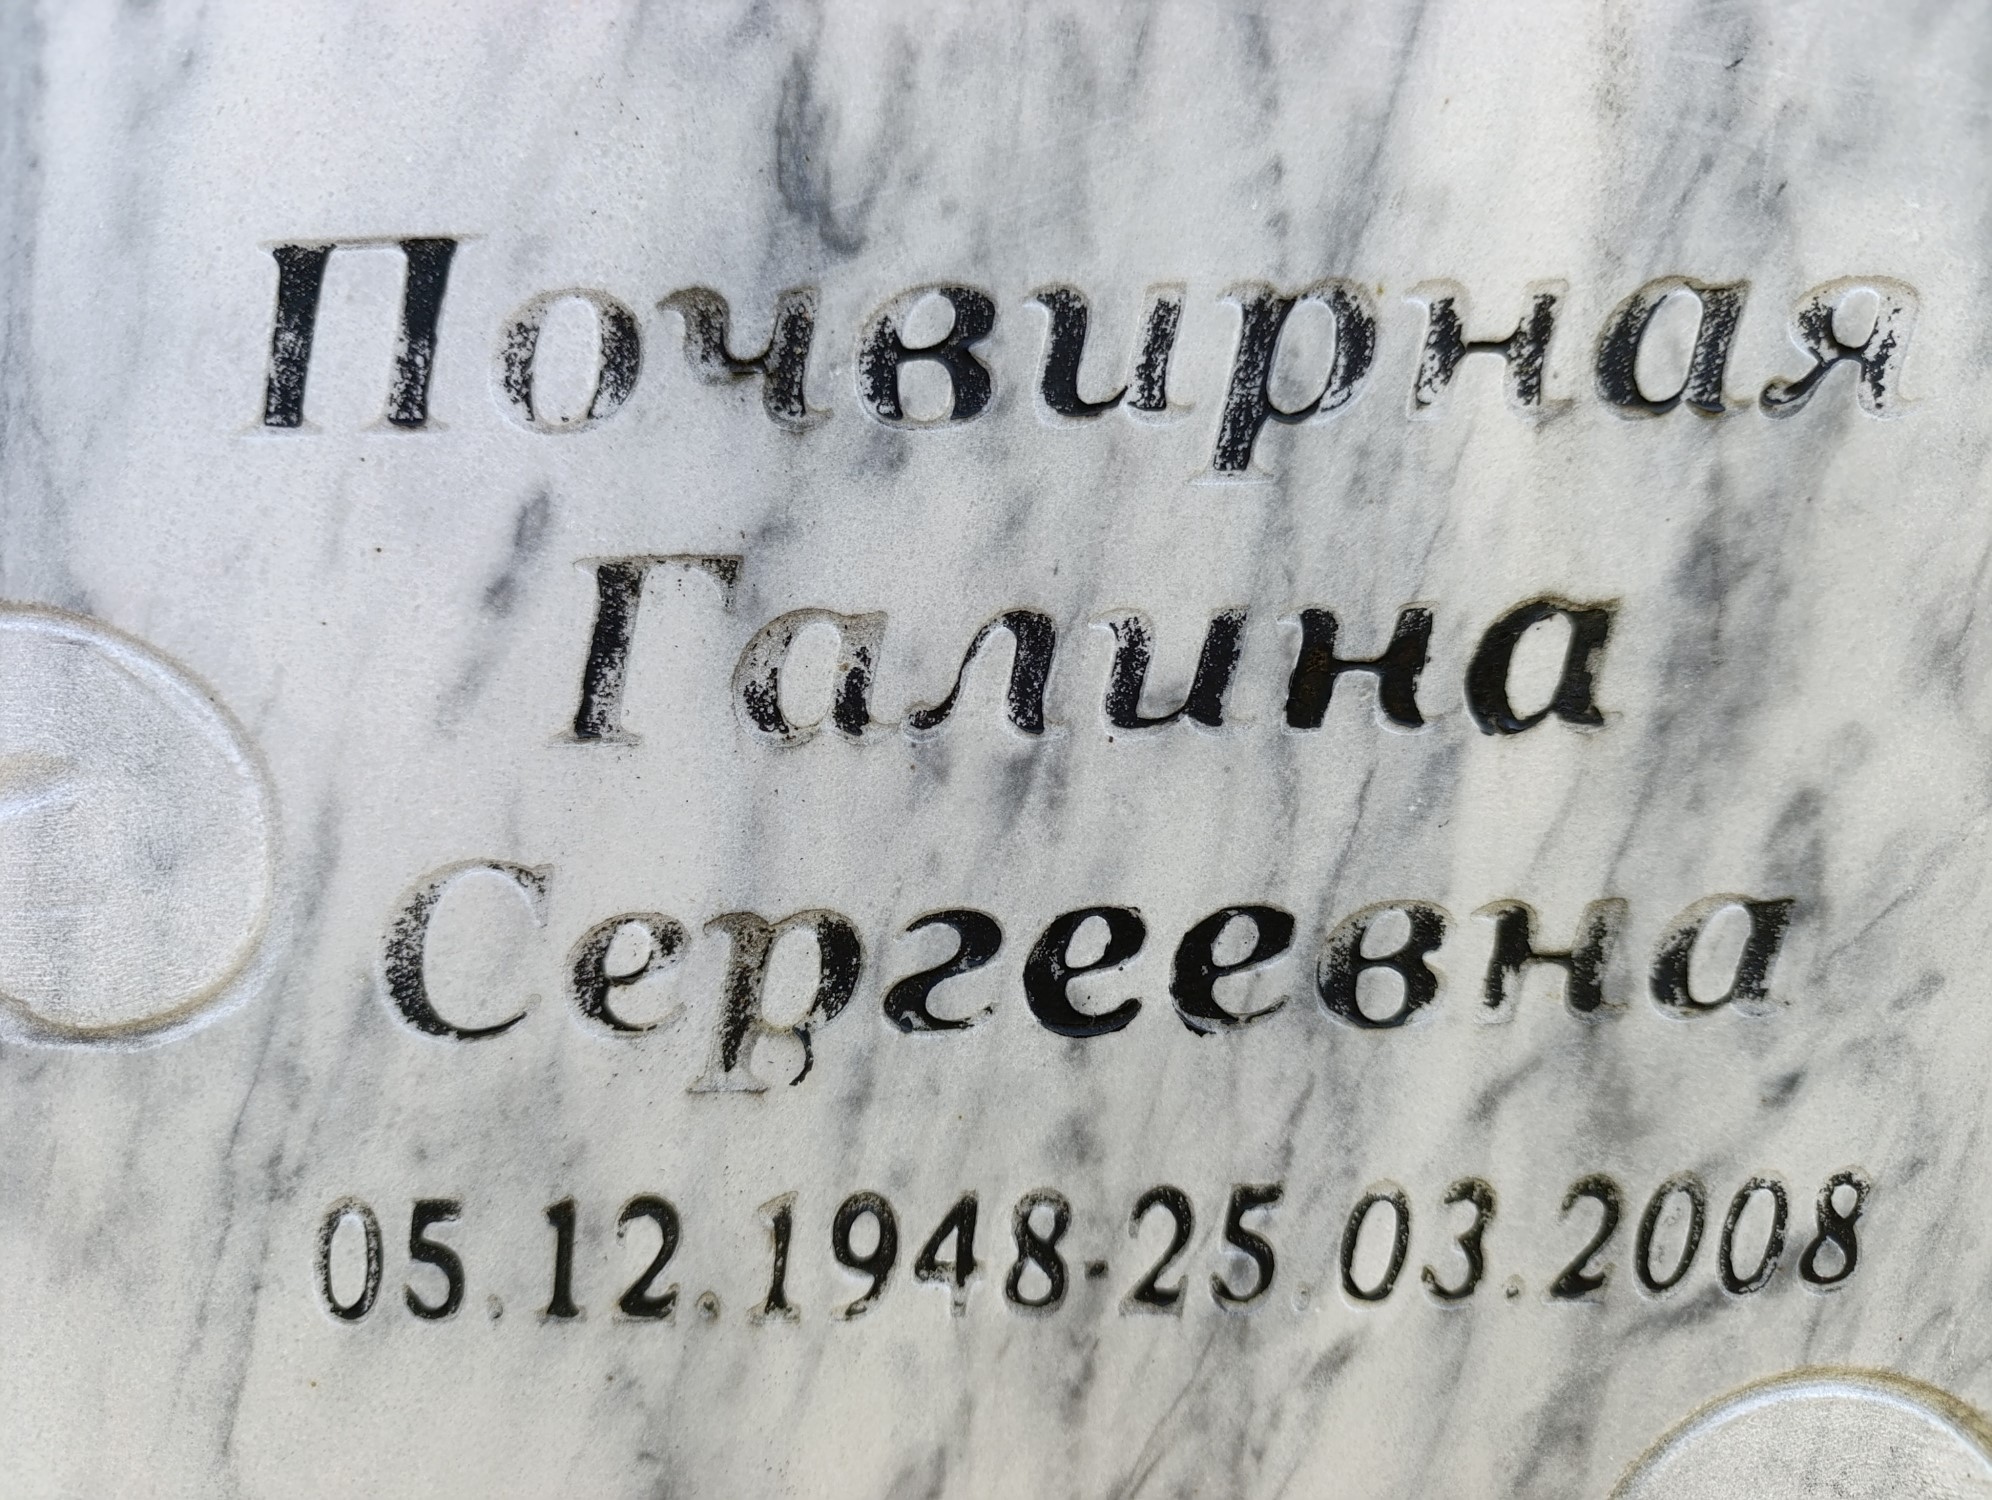 Почвирная
Галина
Сергеевна
05.12.1948-25.03.2008